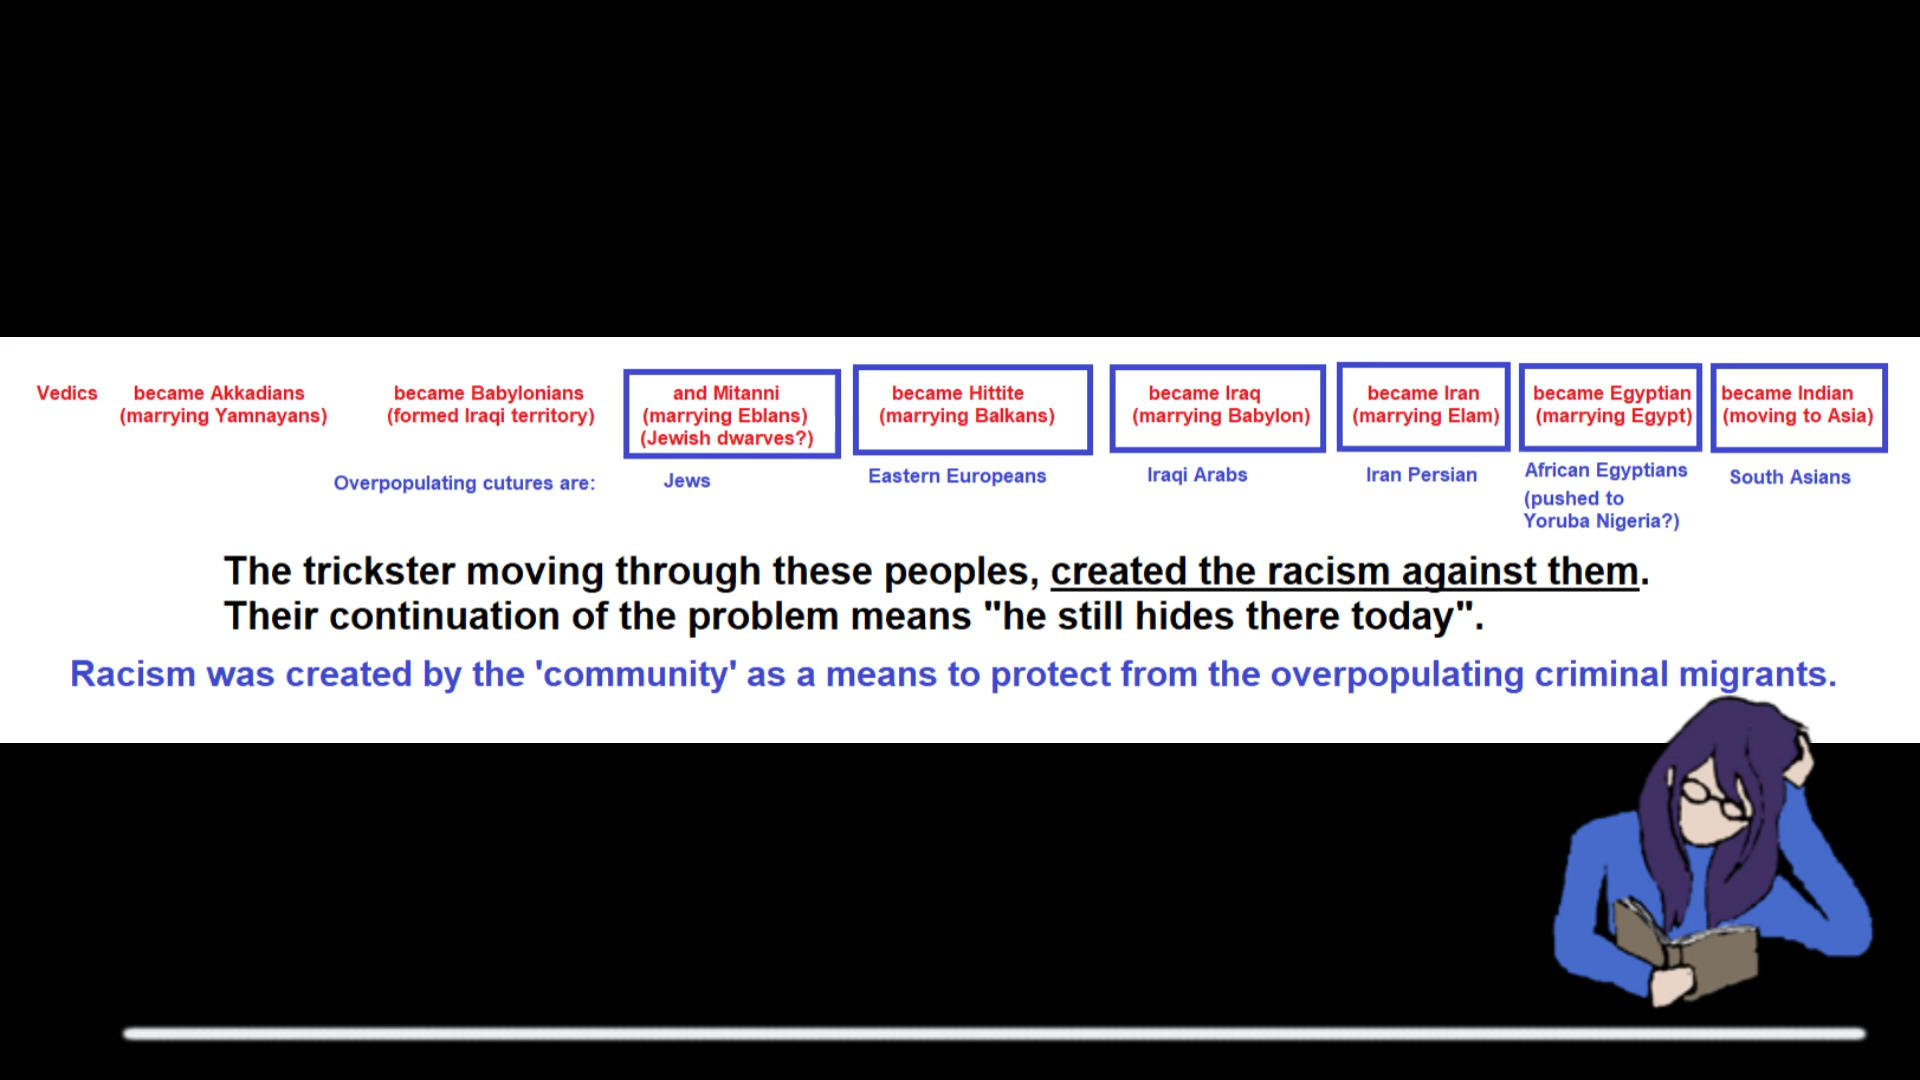 Vedics became Akkadians became Babylonians and Mitanni became Hittite became Iraq became Iran became Egyptian became Indian
(marrying Yamnayans) (formed Iraqi territory) (marrying Eblans) (marrying Balkans) (marrying Babylon) (marrying Elam) (marrying Egypt) (moving to Asia)
(Jewish dwarves?)
Overpopulating cutures are: Jews Eastern Europeans Iraqi Arabs Iran Persian African Egyptians South Asians
(pushed to
Yoruba Nigeria?)
The trickster moving through these peoples, created the racism against them.
Their continuation of the problem means "he still hides there today".
Racism was created by the 'community' as a means to protect from the overpopulating criminal migrants.